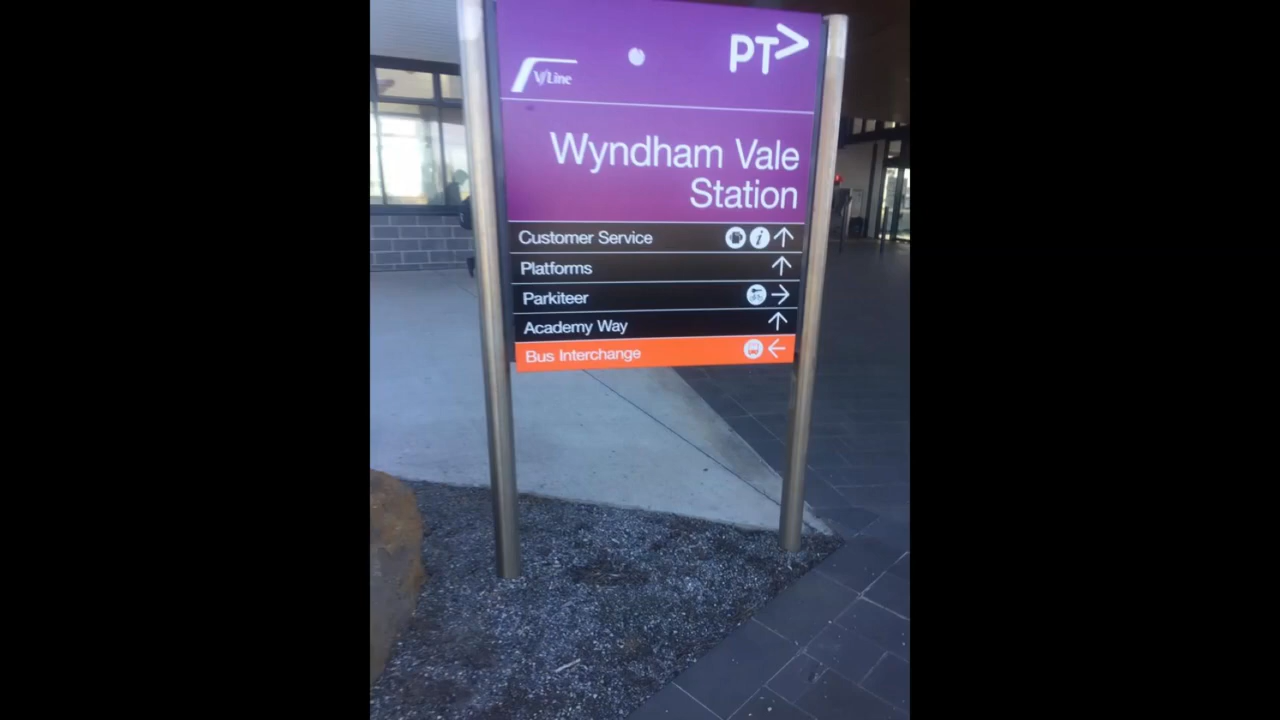 V/Line
PT>
Wyndham Vale
Station
Customer Service
Platforms
Parkiteer
Academy Way
Bus Interchange